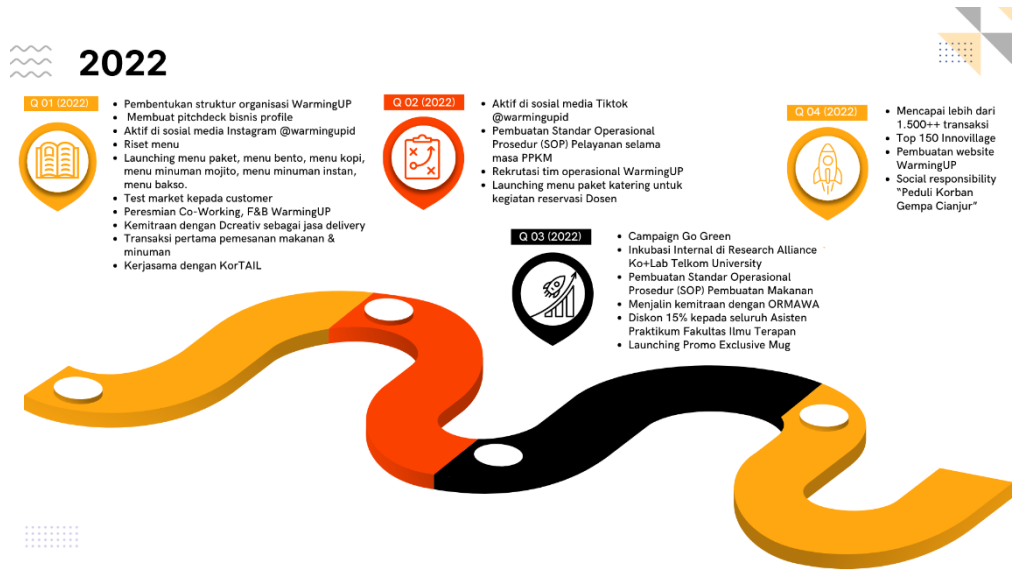 2022
Q 01 (2022)
• Pembentukan struktur organisasi WarmingUP
• Membuat pitchdeck bisnis profile
• Aktif di sosial media Instagram @warmingupid
• Riset menu
• Launching menu paket, menu bento, menu kopi,
menu minuman mojito, menu minuman instan,
menu bakso.
• Test market kepada customer
• Peresmian Co-Working, F&B WarmingUP
• Kemitraan dengan Dcreativ sebagai jasa delivery
• Transaksi pertama pemesanan makanan &
minuman
• Kerjasama dengan KorTAIL
Q 02 (2022)
• Aktif di sosial media Tiktok
@warmingupid
• Pembuatan Standar Operasional
Prosedur (SOP) Pelayanan selama
masa PPKM
• Rekrutasi tim operasional WarmingUP
• Launching menu paket katering untuk
kegiatan reservasi Dosen
Q 03 (2022)
• Campaign Go Green
• Inkubasi Internal di Research Alliance
Ko+Lab Telkom University
• Pembuatan Standar Operasional
Prosedur (SOP) Pembuatan Makanan
• Menjalin kemitraan dengan ORMAWA
• Diskon 15% kepada seluruh Asisten
Praktikum Fakultas Ilmu Terapan
• Launching Promo Exclusive Mug
Q 04 (2022)
• Mencapai lebih dari
1.500++ transaksi
• Top 150 Innovillage
• Pembuatan website
WarmingUP
• Social responsibility
“Peduli Korban
Gempa Cianjur”